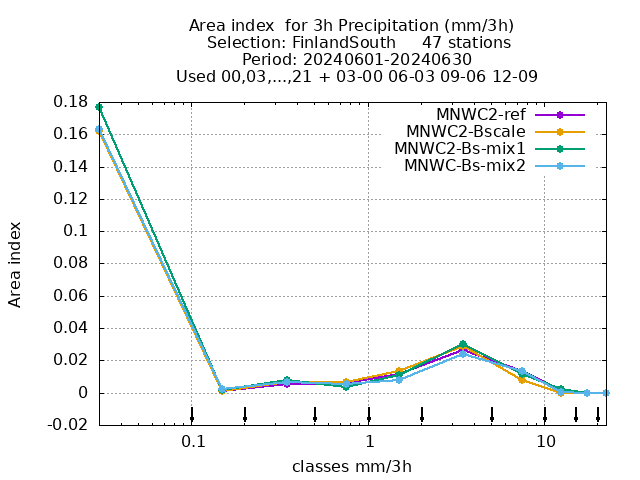 Area index  for 3h Precipitation (mm/3h)
Selection: FinlandSouth     47 stations
Period: 20240601-20240630
Used 00,03,...,21 + 03-00 06-03 09-06 12-09
MNWC2-ref
MNWC2-Bscale
MNWC2-Bs-mix1
MNWC-Bs-mix2
0.18
0.16
0.14
0.12
0.1
0.08
0.06
0.04
0.02
0
-0.02
Area index
0.1 1 10
classes mm/3h